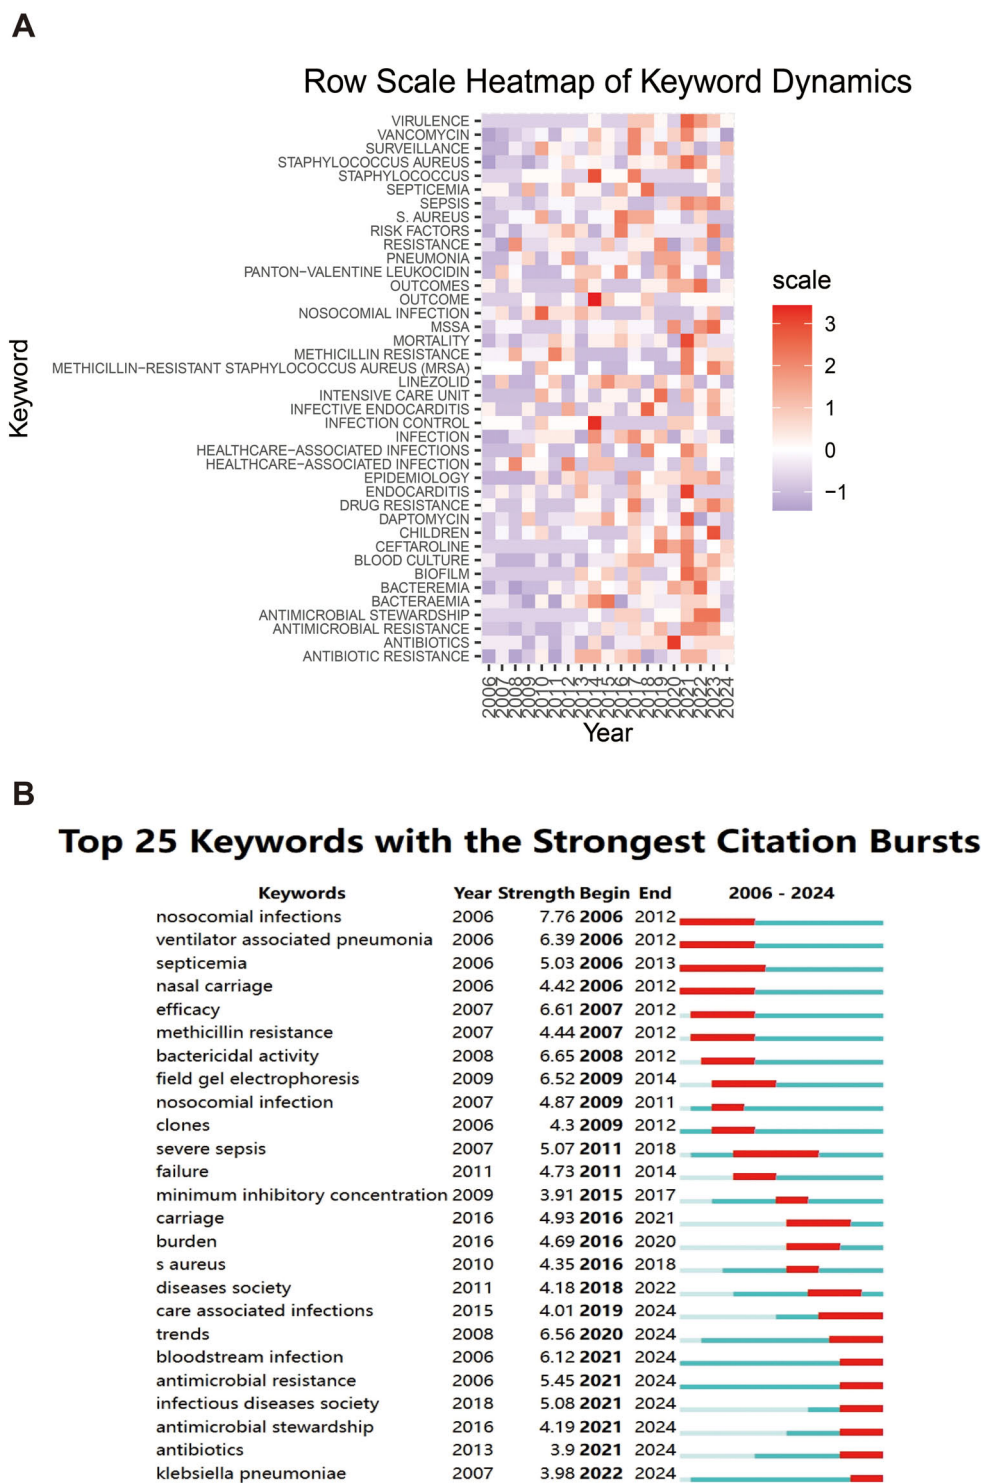 A
Row Scale Heatmap of Keyword Dynamics
Keyword
VIRULENCE
VANCOMYCIN
SURVEILLANCE
STAPHYLOCOCCUS AUREUS
STAPHYLOCOCCUS
SEPTICEMIA
SEPSIS
S. AUREUS
RISK FACTORS
RESISTANCE
PNEUMONIA
PANTON−VALENTINE LEUKOCIDIN
OUTCOMES
OUTCOME
NOSOCOMIAL INFECTION
MSSA
MORTALITY
METHICILLIN RESISTANCE
METHICILLIN−RESISTANT STAPHYLOCOCCUS AUREUS (MRSA)
LINEZOLID
INTENSIVE CARE UNIT
INFECTIVE ENDOCARDITIS
INFECTION CONTROL
INFECTION
HEALTHCARE−ASSOCIATED INFECTIONS
HEALTHCARE−ASSOCIATED INFECTION
EPIDEMIOLOGY
ENDOCARDITIS
DRUG RESISTANCE
DAPTOMYCIN
CHILDREN
CEFTAROLINE
BLOOD CULTURE
BIOFILM
BACTEREMIA
BACTERAEMIA
ANTIMICROBIAL STEWARDSHIP
ANTIMICROBIAL RESISTANCE
ANTIBIOTICS
ANTIBIOTIC RESISTANCE
2006 2007 2008 2009 2010 2011 2012 2013 2014 2015 2016 2017 2018 2019 2020 2021 2022 2023 2024
Year
scale
3
2
1
0
−1
B
Top 25 Keywords with the Strongest Citation Bursts
Keywords Year Strength Begin End 2006 - 2024
nosocomial infections 2006 7.76 2006 2012
ventilator associated pneumonia 2006 6.39 2006 2012
septicemia 2006 5.03 2006 2013
nasal carriage 2006 4.42 2006 2012
efficacy 2007 6.61 2007 2012
methicillin resistance 2007 4.44 2007 2012
bactericidal activity 2008 6.65 2008 2012
field gel electrophoresis 2009 6.52 2009 2014
nosocomial infection 2007 4.87 2009 2011
clones 2006 4.3 2009 2012
severe sepsis 2007 5.07 2011 2018
failure 2011 4.73 2011 2014
minimum inhibitory concentration 2009 3.91 2015 2017
carriage 2016 4.93 2016 2021
burden 2016 4.69 2016 2020
s aureus 2010 4.35 2016 2018
diseases society 2011 4.18 2018 2022
care associated infections 2015 4.01 2019 2024
trends 2008 6.56 2020 2024
bloodstream infection 2006 6.12 2021 2024
antimicrobial resistance 2006 5.45 2021 2024
infectious diseases society 2018 5.08 2021 2024
antimicrobial stewardship 2016 4.19 2021 2024
antibiotics 2013 3.9 2021 2024
klebsiella pneumoniae 2007 3.98 2022 2024